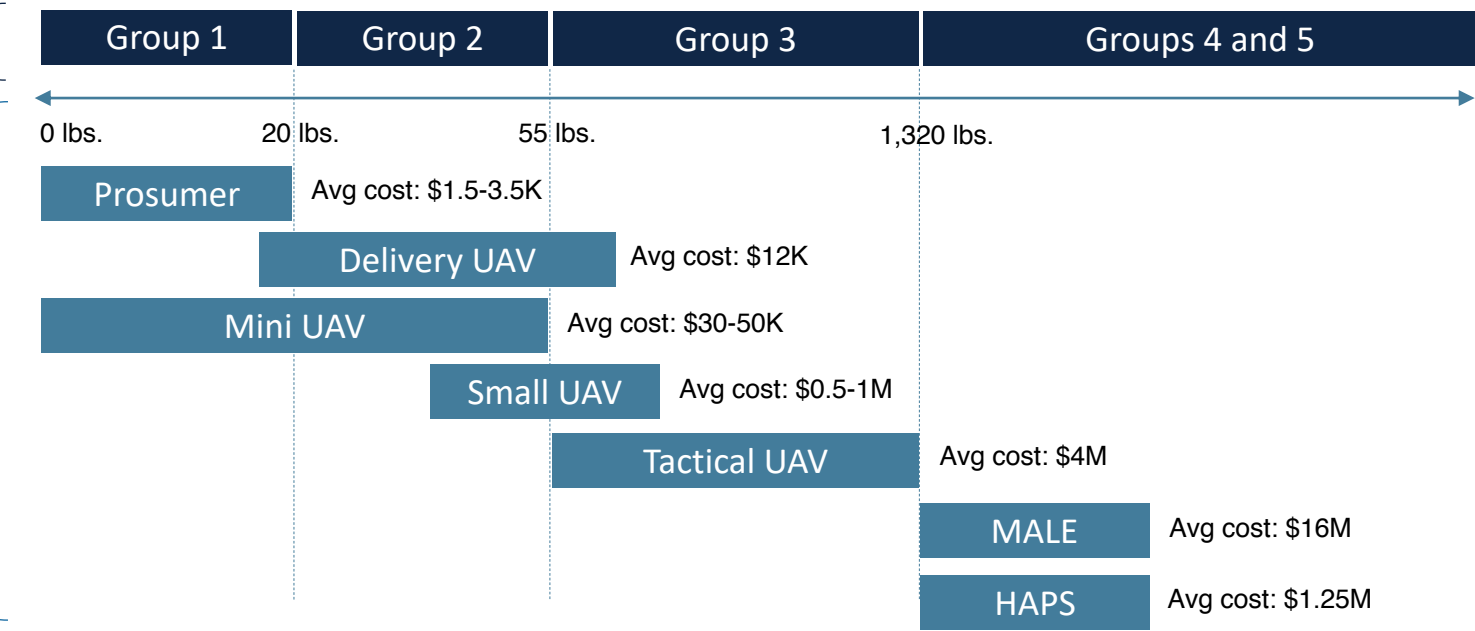 Group 1 Group 2 Group 3 Groups 4 and 5
0 lbs. 20 lbs. 55 lbs. 1,320 lbs.
Prosumer Avg cost: $1.5-3.5K
Delivery UAV Avg cost: $12K
Mini UAV Avg cost: $30-50K
Small UAV Avg cost: $0.5-1M
Tactical UAV Avg cost: $4M
MALE Avg cost: $16M
HAPS Avg cost: $1.25M